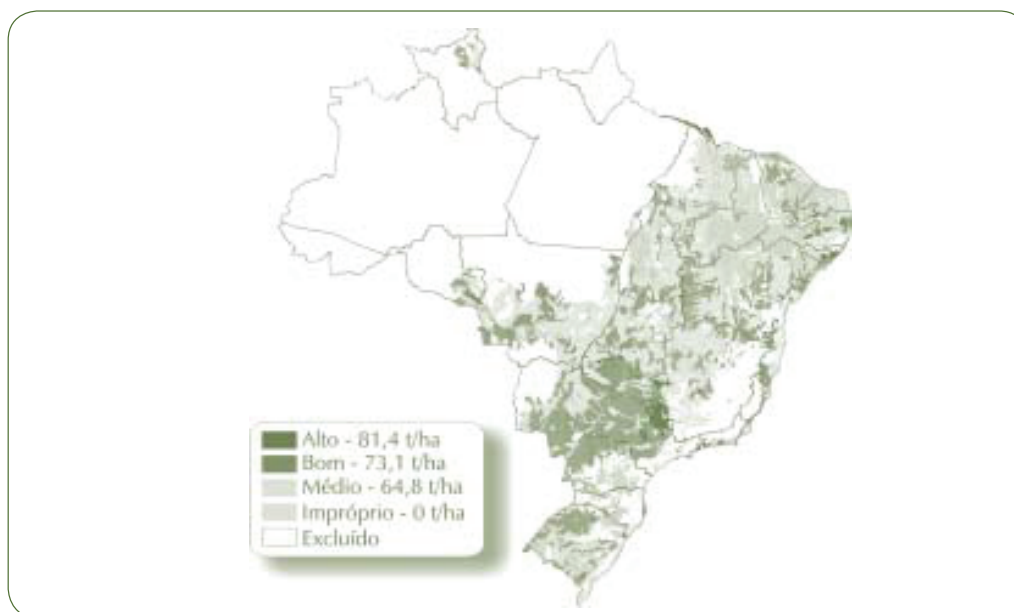 Alto - 81,4 t/ha
Bom - 73,1 t/ha
Médio - 64,8 t/ha
Impróprio - 0 t/ha
Excluído